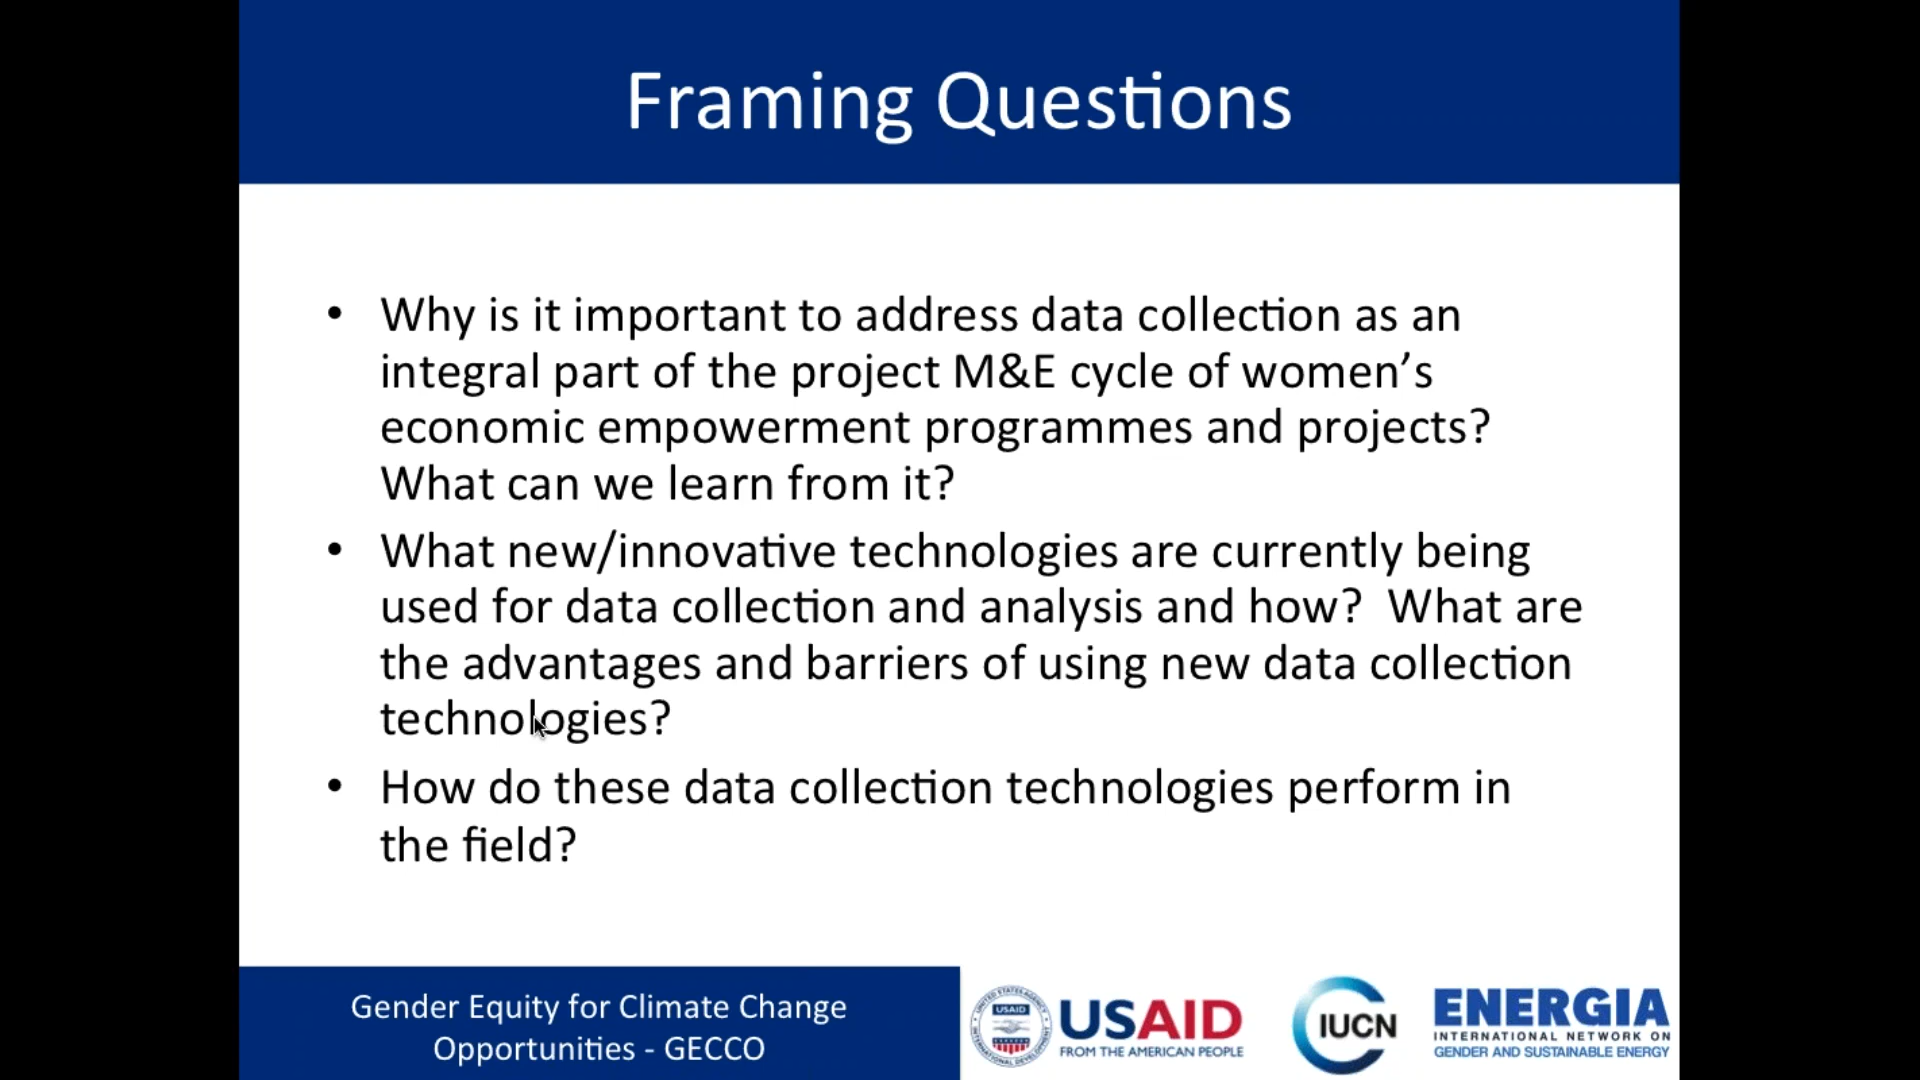 Framing Questions
• Why is it important to address data collection as an
integral part of the project M&E cycle of women’s
economic empowerment programmes and projects?
What can we learn from it?
• What new/innovative technologies are currently being
used for data collection and analysis and how?  What are
the advantages and barriers of using new data collection
technologies?
• How do these data collection technologies perform in
the field?
Gender Equity for Climate Change
Opportunities - GECCO
USAID
USAID
FROM THE AMERICAN PEOPLE
IUCN
ENERGIA
INTERNATIONAL NETWORK ON
GENDER AND SUSTAINABLE ENERGY